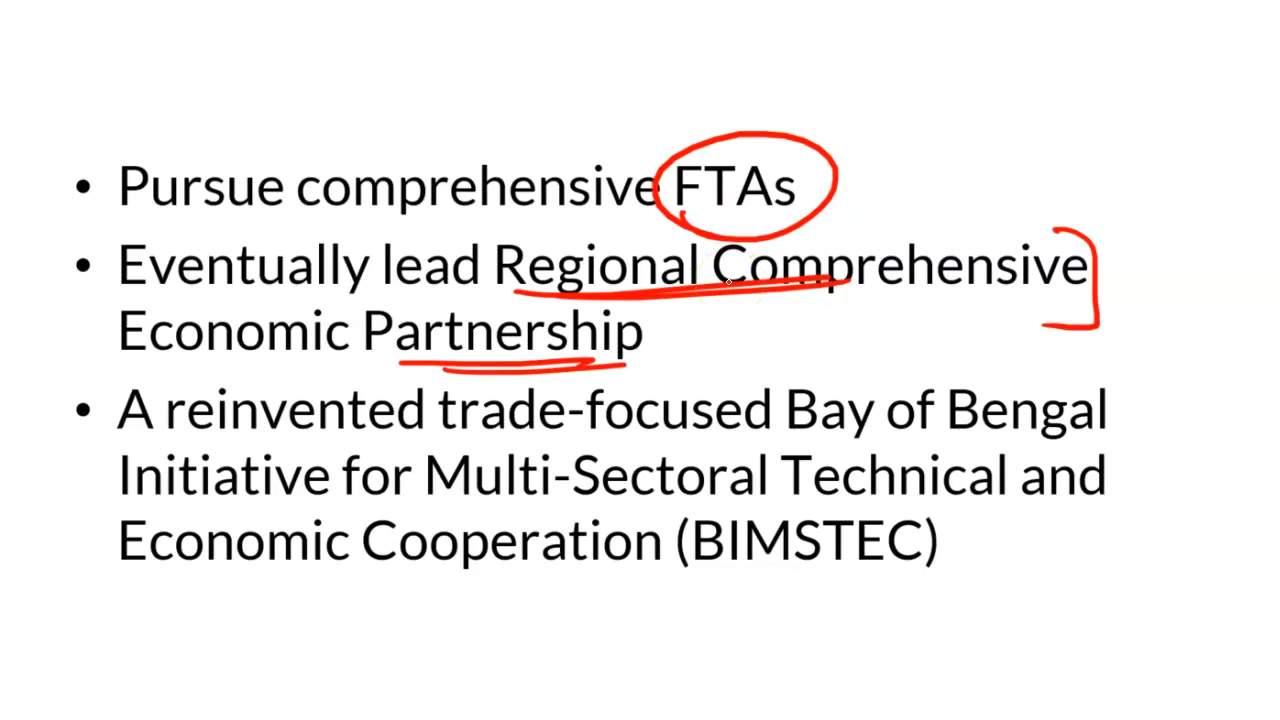 • Pursue comprehensive FTAs
• Eventually lead Regional Comprehensive
Economic Partnership
• A reinvented trade-focused Bay of Bengal
Initiative for Multi-Sectoral Technical and
Economic Cooperation (BIMSTEC)